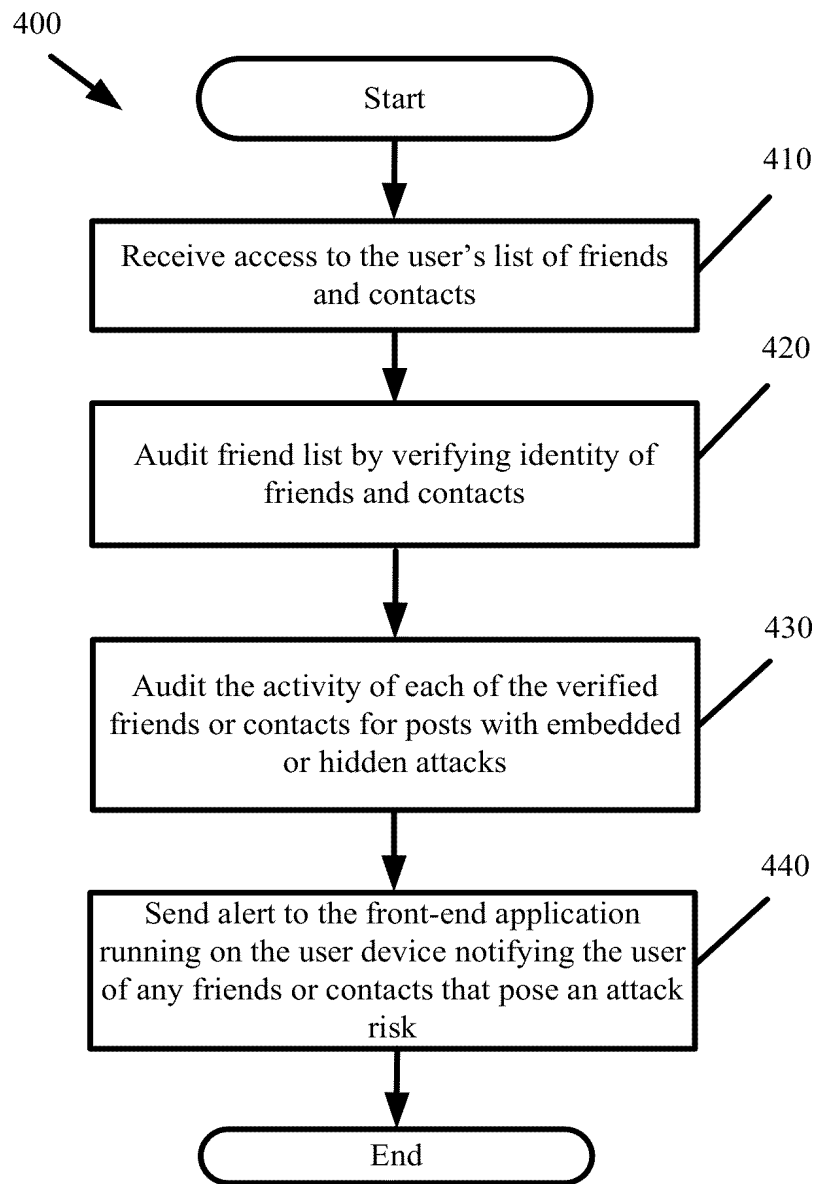 400
Start
410
Receive access to the user's list of friends
and contacts
420
Audit friend list by verifying identity of
friends and contacts
430
Audit the activity of each of the verified
friends or contacts for posts with embedded
or hidden attacks
440
Send alert to the front-end application
running on the user device notifying the user
of any friends or contacts that pose an attack
risk
End